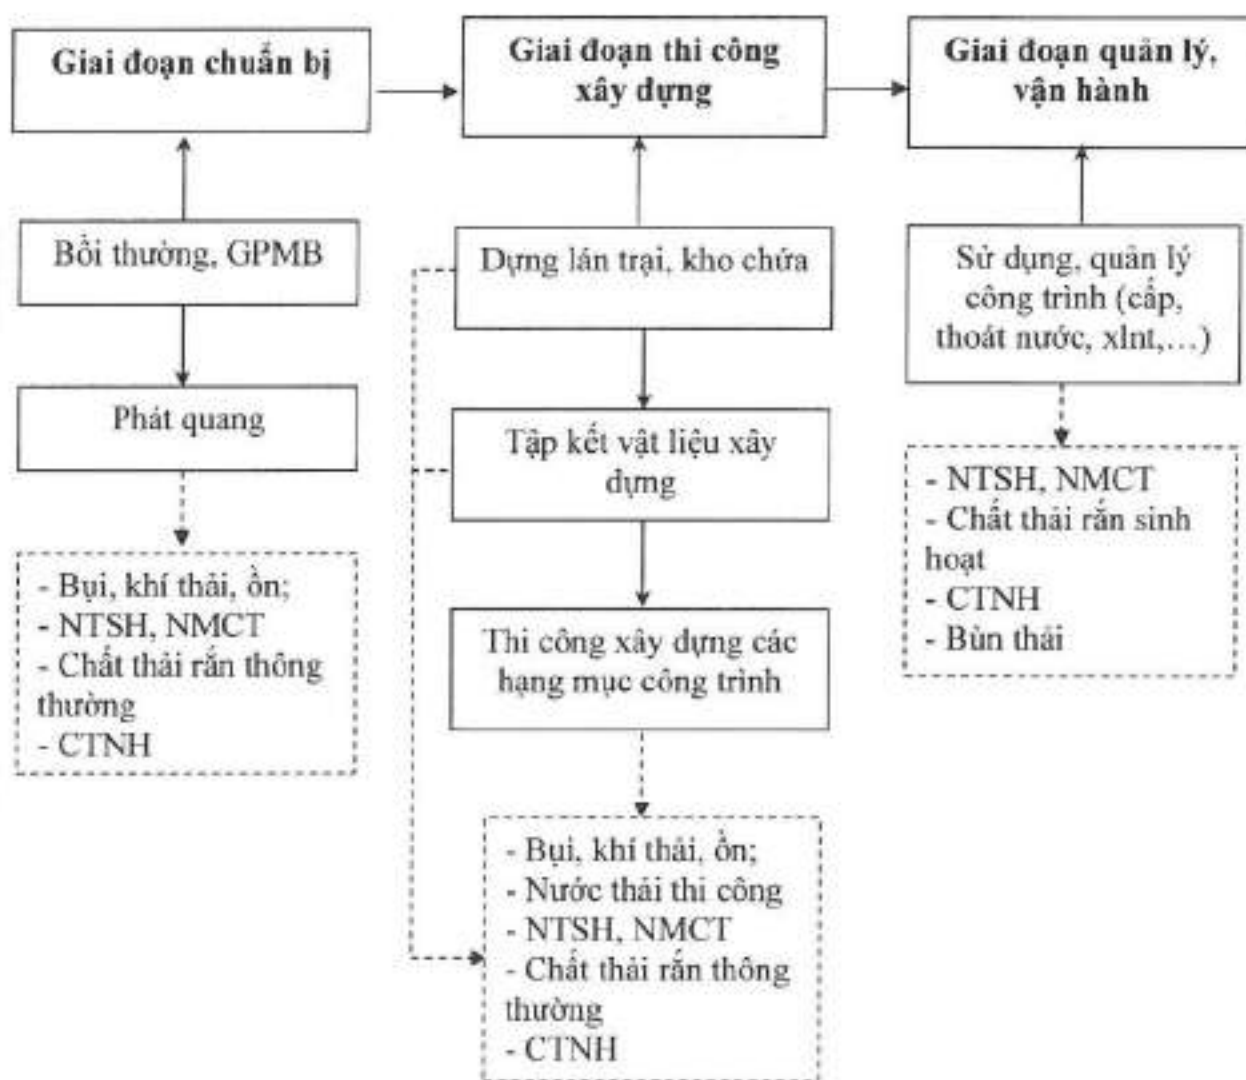 Giai đoạn chuẩn bị
Giai đoạn thi công
xây dựng
Giai đoạn quản lý,
vận hành
Bồi thường, GPMB
Phát quang
- Bụi, khí thải, ồn;
- NTSH, NMCT
- Chất thải rắn thông
thường
- CTNH
Dựng lán trại, kho chứa
Tập kết vật liệu xây
dựng
Thi công xây dựng các
hạng mục công trình
- Bụi, khí thải, ồn;
- Nước thải thi công
- NTSH, NMCT
- Chất thải rắn thông
thường
- CTNH
Sử dụng, quản lý
công trình (cấp,
thoát nước, xlnt,…)
- NTSH, NMCT
- Chất thải rắn sinh
hoạt
- CTNH
- Bùn thải